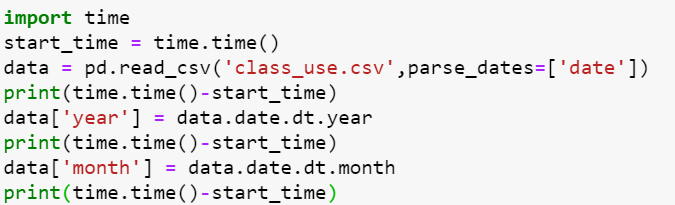 import time
start_time = time.time()
data = pd.read_csv('class_use.csv',parse_dates=['date'])
print(time.time()-start_time)
data['year'] = data.date.dt.year
print(time.time()-start_time)
data['month'] = data.date.dt.month
print(time.time()-start_time)